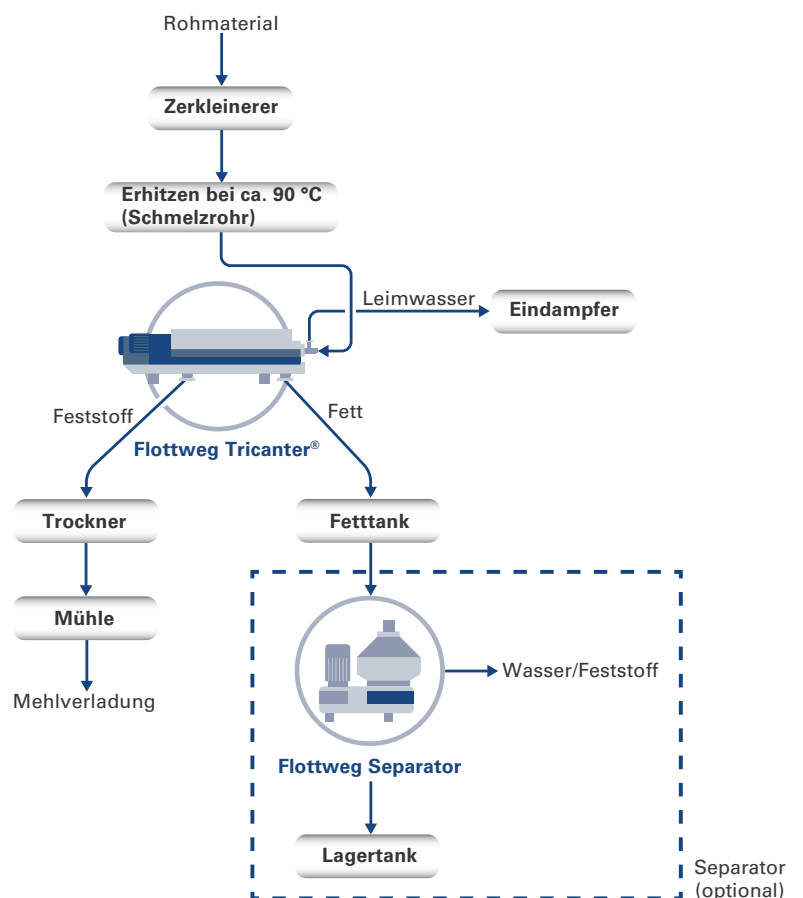 Rohmaterial
Zerkleinerer
Erhitzen bei ca. 90 °C
(Schmelzrohr)
Leimwasser
Eindampfer
Feststoff
Fett
Flottweg Tricanter®
Trockner
Fetttank
Mühle
Wasser/Feststoff
Mehlverladung
Flottweg Separator
Lagertank
Separator
(optional)